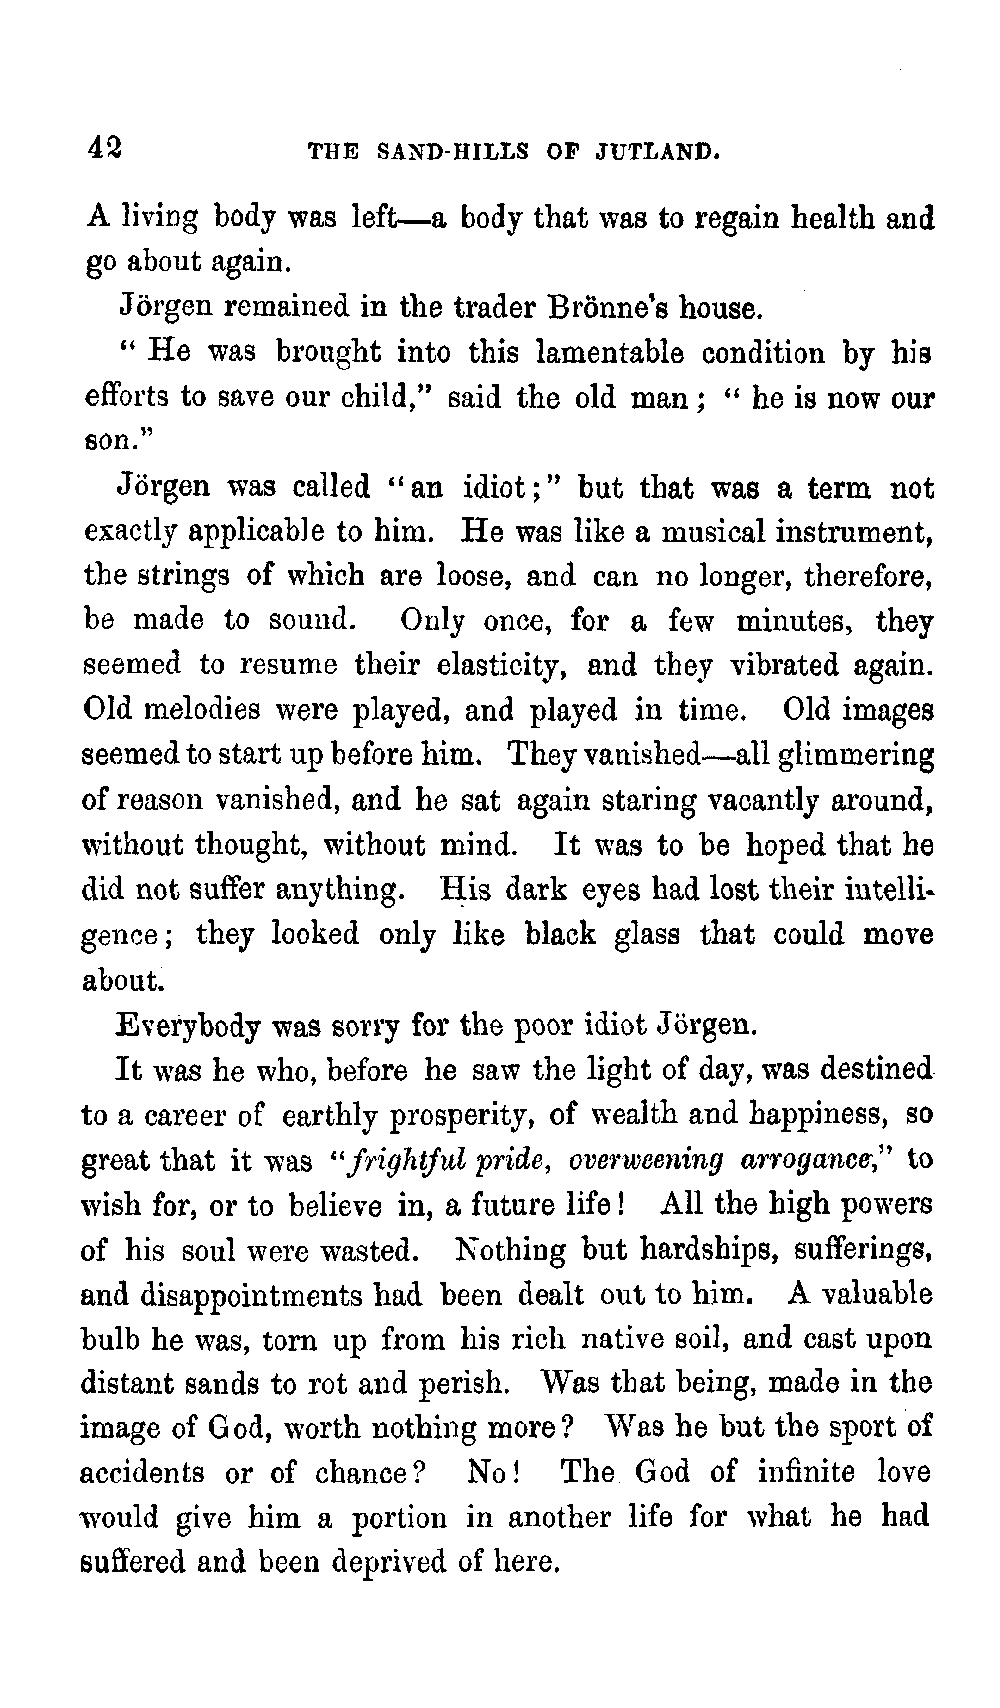 42 THE SAND-HILLS OF JUTLAND.
A living body was left—a body that was to regain health and
go about again.
Jörgen remained in the trader Brönne's house.
" He was brought into this lamentable condition by his
efforts to save our child," said the old man ; " he is now our
son."
Jörgen was called "an idiot ;" but that was a term not
exactly applicable to him. He was like a musical instrument,
the strings of which are loose, and can no longer, therefore,
be made to sound. Only once, for a few minutes, they
seemed to resume their elasticity, and they vibrated again.
Old melodies were played, and played in time. Old images
seemed to start up before him. They vanished—all glimmering
of reason vanished, and he sat again staring vacantly around,
without thought, without mind. It was to be hoped that he
did not suffer anything. His dark eyes had lost their intelli-
gence ; they looked only like black glass that could move
about.
Everybody was sorry for the poor idiot Jörgen.
It was he who, before he saw the light of day, was destined
to a career of earthly prosperity, of wealth and happiness, so
great that it was "frightful pride, overweening arrogance," to
wish for, or to believe in, a future life ! All the high powers
of his soul were wasted. Nothing but hardships, sufferings,
and disappointments had been dealt out to him. A valuable
bulb he was, torn up from his rich native soil, and cast upon
distant sands to rot and perish. Was that being, made in the
image of God, worth nothing more ? Was he but the sport of
accidents or of chance ? No ! The God of infinite love
would give him a portion in another life for what he had
suffered and been deprived of here.